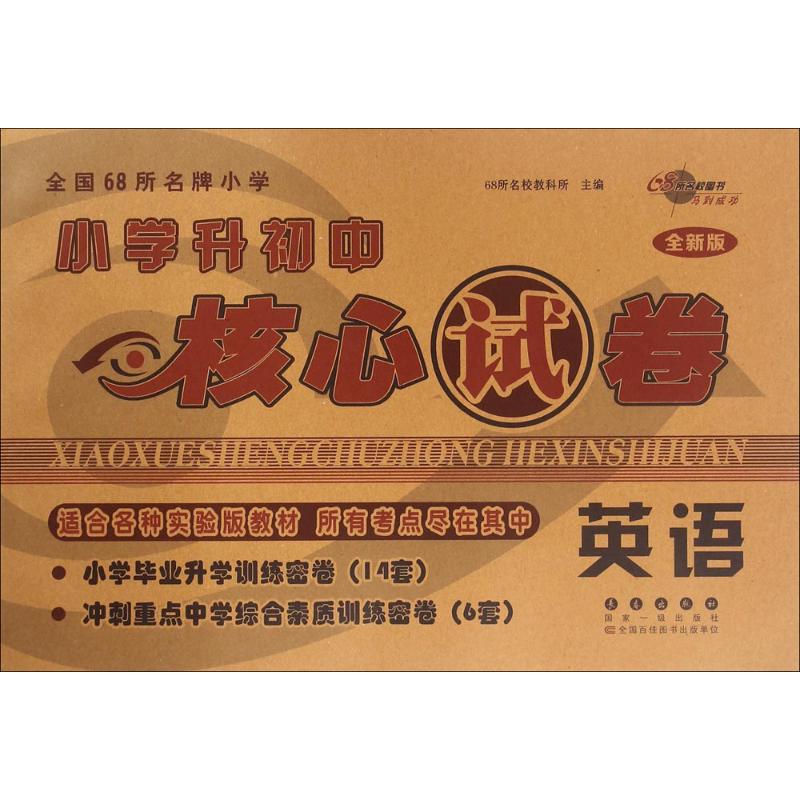 全国68所名牌小学
68所名校教科所 主编
68所名校图书
马到成功
全新版
小学升初中
核心试卷
XIAOXUESHENGCHUZHONG HEXINSHIJUAN
适合各种实验版教材 所有考点尽在其中
英语
• 小学毕业升学训练密卷(14套)
• 冲刺重点中学综合素质训练密卷(6套)
长春出版社
国家一级出版社
全国百佳图书出版单位